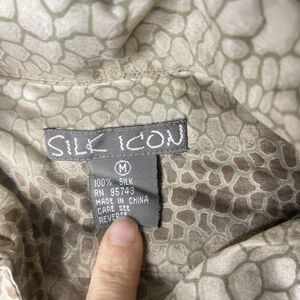 SILK ICON
M
100% SILK
RN 95743
MADE IN CHINA
CARE SEE
REVERSE